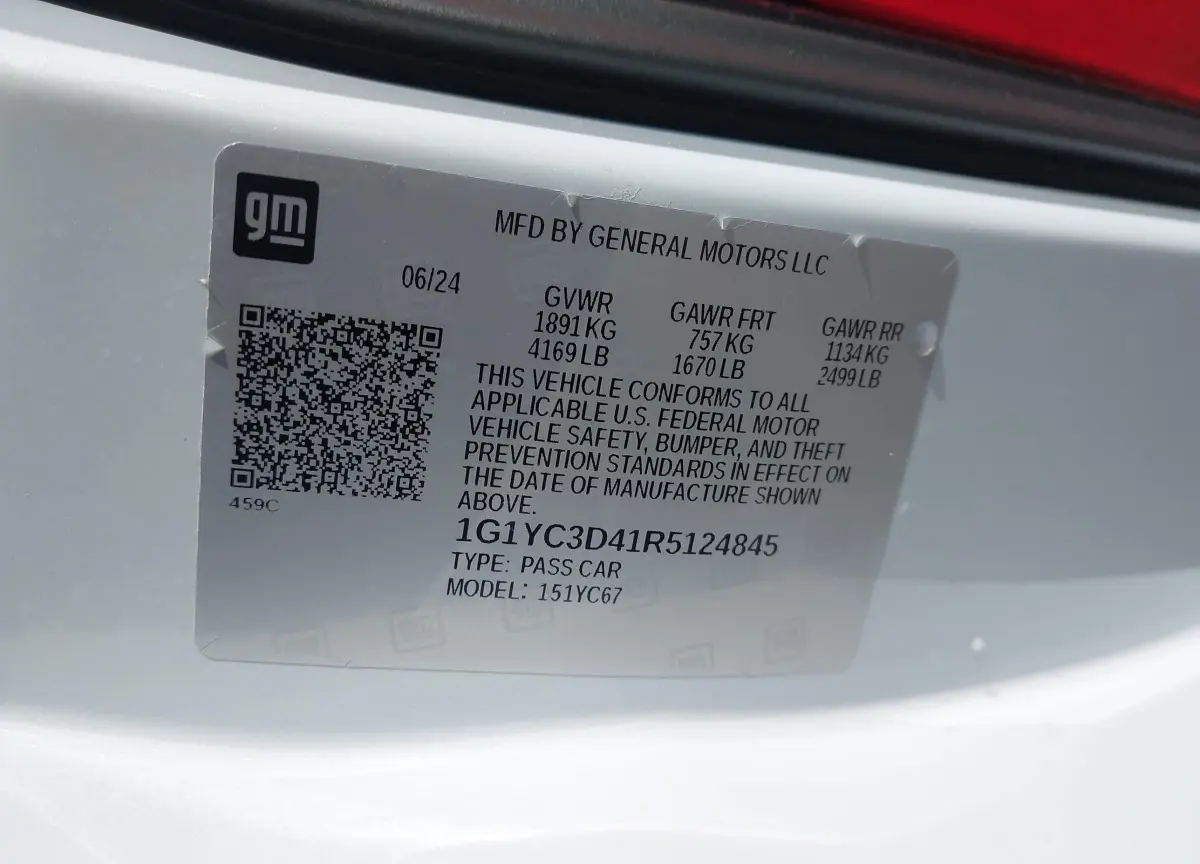 gm
MFD BY GENERAL MOTORS LLC
06/24
GVWR GAWR FRT GAWR RR
1891 KG 757 KG 1134 KG
4169 LB 1670 LB 2499 LB
THIS VEHICLE CONFORMS TO ALL
APPLICABLE U.S. FEDERAL MOTOR
VEHICLE SAFETY, BUMPER, AND THEFT
PREVENTION STANDARDS IN EFFECT ON
THE DATE OF MANUFACTURE SHOWN
ABOVE.
459C
1G1YC3D41R5124845
TYPE: PASS CAR
MODEL: 151YC67